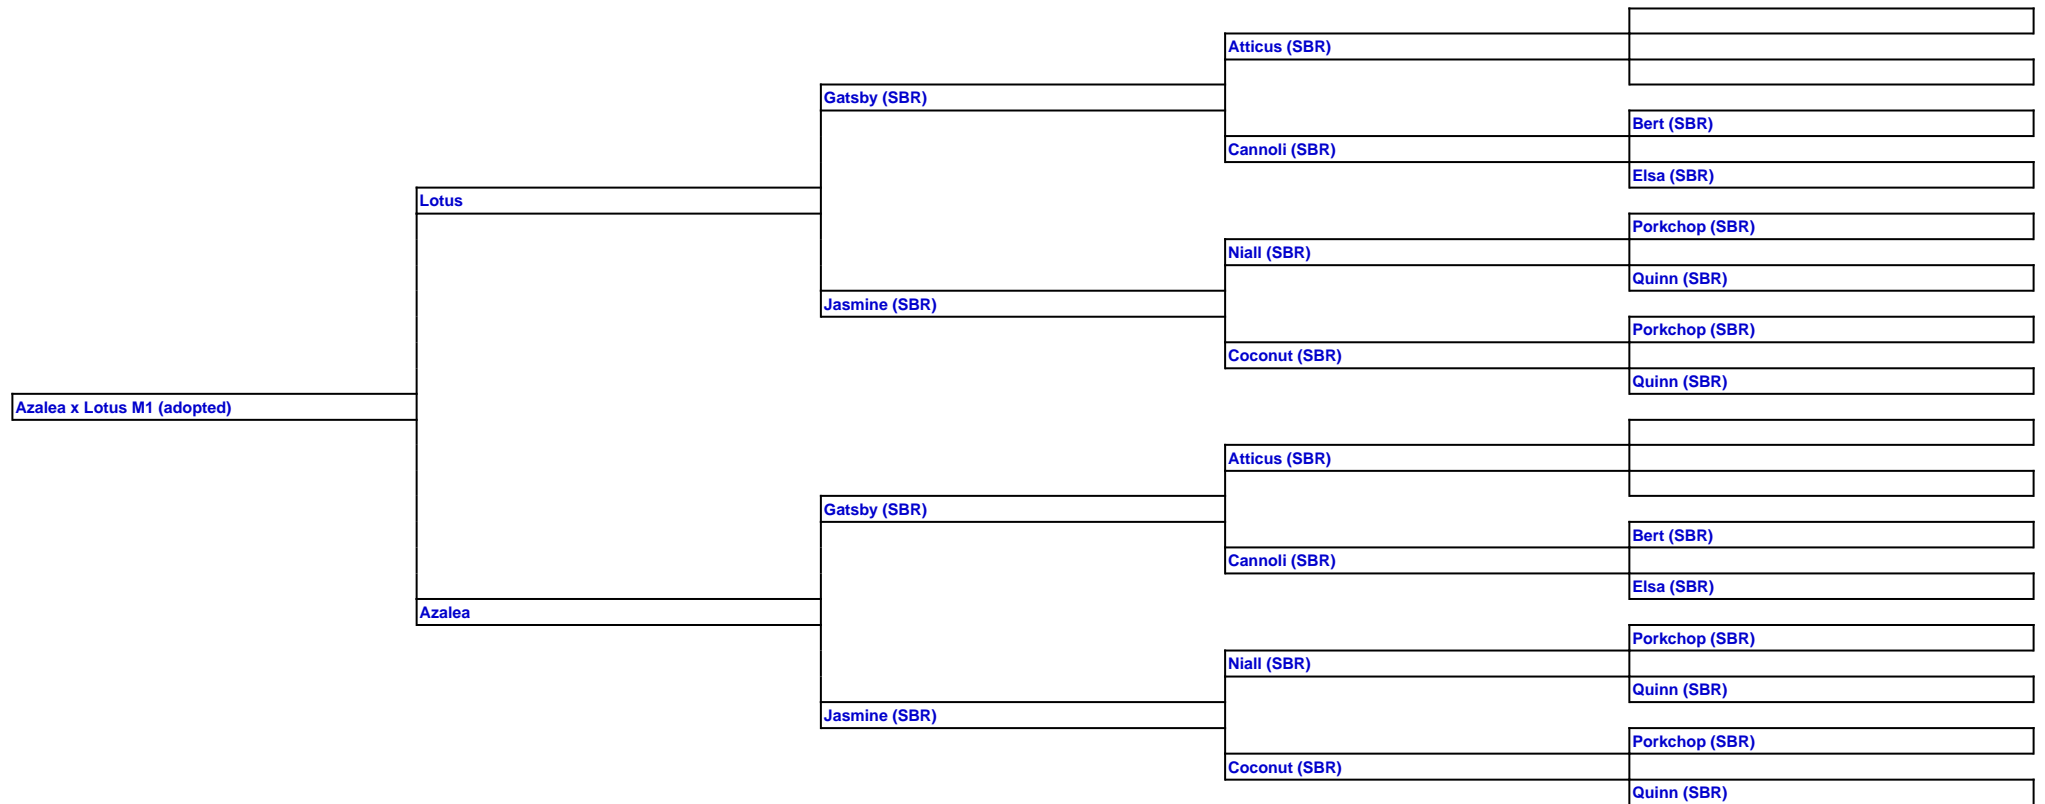 Atticus (SBR)
Gatsby (SBR)
Bert (SBR)
Cannoli (SBR)
Elsa (SBR)
Lotus
Porkchop (SBR)
Niall (SBR)
Quinn (SBR)
Jasmine (SBR)
Porkchop (SBR)
Coconut (SBR)
Quinn (SBR)
Azalea x Lotus M1 (adopted)
Atticus (SBR)
Gatsby (SBR)
Bert (SBR)
Cannoli (SBR)
Elsa (SBR)
Azalea
Porkchop (SBR)
Niall (SBR)
Quinn (SBR)
Jasmine (SBR)
Porkchop (SBR)
Coconut (SBR)
Quinn (SBR)